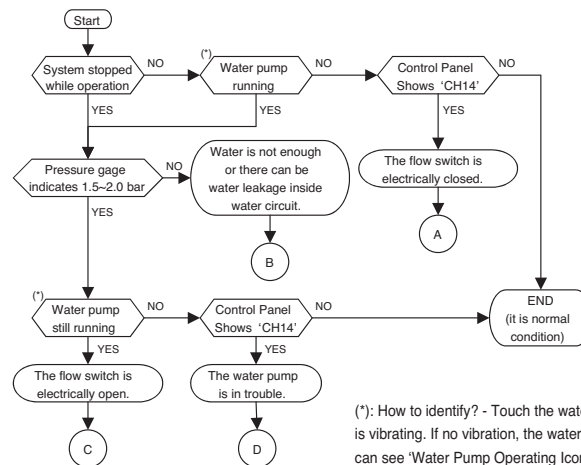 Start
System stopped
while operation
NO
(*)
Water pump
running
NO
Control Panel
Shows ‘CH14’
NO
YES
YES
YES
Pressure gage
indicates 1.5~2.0 bar
NO
Water is not enough
or there can be
water leakage inside
water circuit.
The flow switch is
electrically closed.
A
B
YES
(*)
Water pump
still running
NO
Control Panel
Shows ‘CH14’
NO
END
(it is normal
condition)
YES
YES
The flow switch is
electrically open.
The water pump
is in trouble.
C
D
(*): How to identify? - Touch the
is vibrating. If no vibration, the water
can see ‘Water Pump Operating